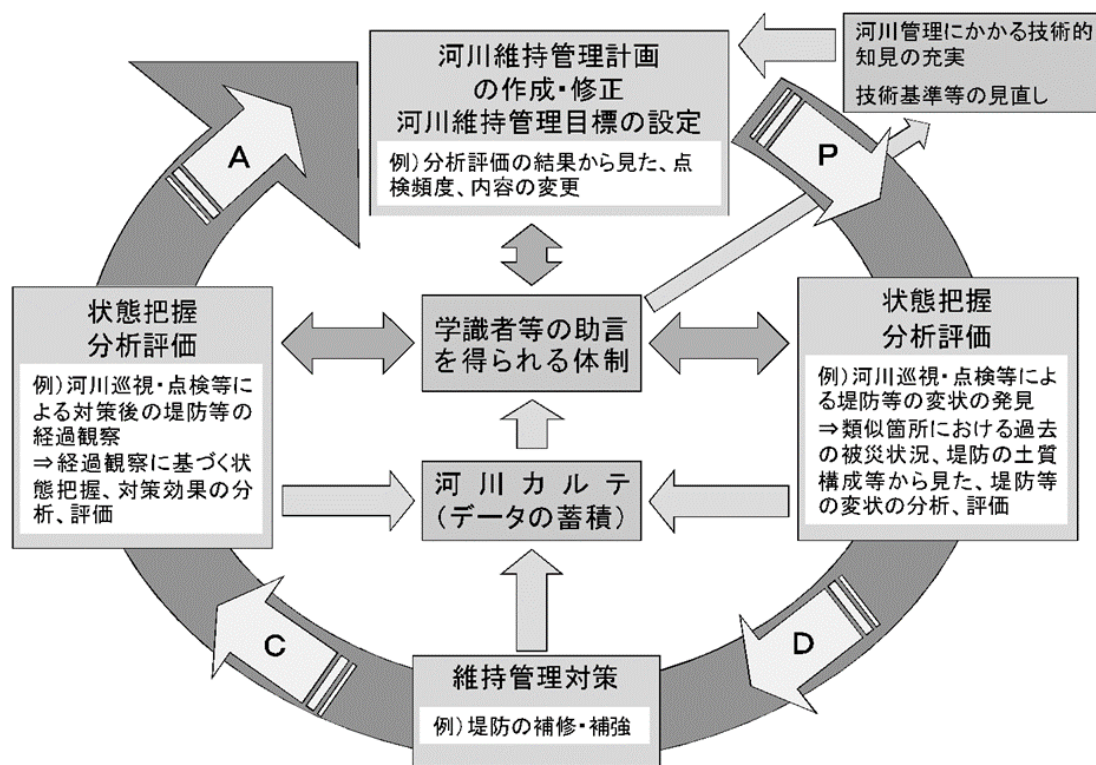 河川維持管理計画
の作成・修正
河川維持管理目標の設定
例）分析評価の結果から見た、点
検頻度、内容の変更
河川管理にかかる技術的
知見の充実
技術基準等の見直し
A
P
状態把握
分析評価
例）河川巡視・点検等に
よる対策後の堤防等の
経過観察
⇒経過観察に基づく状
態把握、対策効果の分
析、評価
学識者等の助言
を得られる体制
状態把握
分析評価
例）河川巡視・点検等によ
る堤防等の変状の発見
⇒類似箇所における過去
の被災状況、堤防の土質
構成等から見た、堤防等
の変状の分析、評価
河川カルテ
（データの蓄積）
C
D
維持管理対策
例）堤防の補修・補強